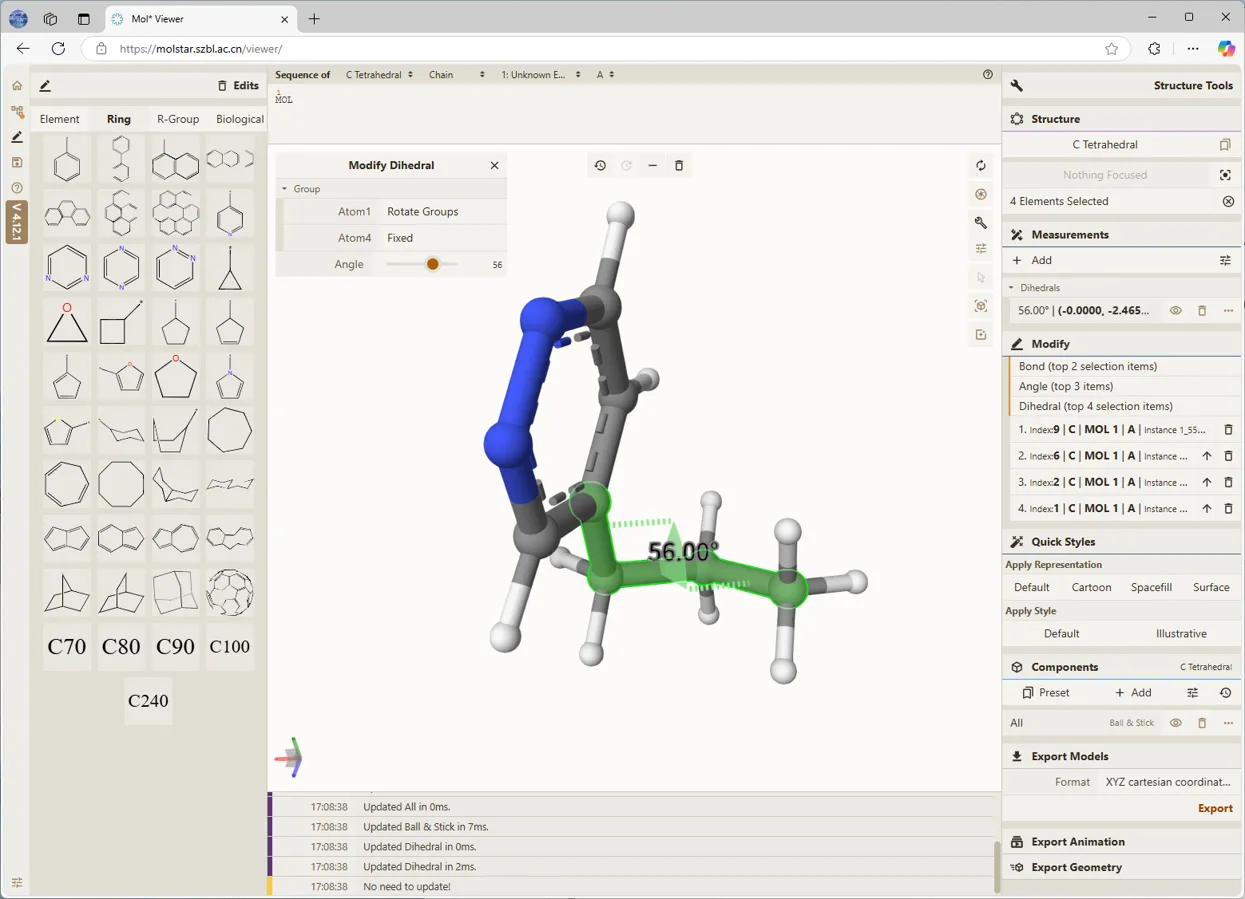 Mol* Viewer
https://molstar.szbl.ac.cn/viewer/
Edits
Element Ring R-Group Biological
V 4.12.1
N N N N N N
O
O O N
S
C70 C80 C90 C100
C240
Sequence of C Tetrahedral Chain 1: Unknown E... A
1
MOL
Modify Dihedral
Group
Atom1 Rotate Groups
Atom4 Fixed
Angle 56
56.00°
17:08:38 Updated All in 0ms.
17:08:38 Updated Ball & Stick in 7ms.
17:08:38 Updated Dihedral in 0ms.
17:08:38 Updated Dihedral in 2ms.
17:08:38 No need to update!
Structure Tools
Structure
C Tetrahedral
Nothing Focused
4 Elements Selected
Measurements
+ Add
Dihedrals
56.00° | (-0.0000, -2.465...
Modify
Bond (top 2 selection items)
Angle (top 3 items)
Dihedral (top 4 selection items)
1. Index:9 | C | MOL 1 | A | Instance 1_55...
2. Index:6 | C | MOL 1 | A | Instance ...
3. Index:2 | C | MOL 1 | A | Instance ...
4. Index:1 | C | MOL 1 | A | Instance ...
Quick Styles
Apply Representation
Default Cartoon Spacefill Surface
Apply Style
Default Illustrative
Components C Tetrahedral
Preset + Add
All Ball & Stick
Export Models
Format XYZ cartesian coordinat...
Export
Export Animation
Export Geometry